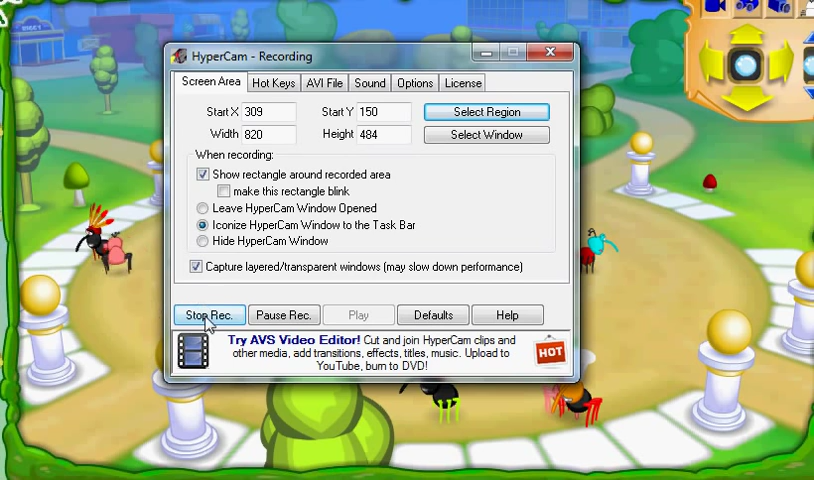 HyperCam - Recording
Screen Area
Hot Keys
AVI File
Sound
Options
License
Start X 309
Start Y 150
Select Region
Width 820
Height 484
Select Window
When recording:
Show rectangle around recorded area
make this rectangle blink
Leave HyperCam Window Opened
Iconize HyperCam Window to the Task Bar
Hide HyperCam Window
Capture layered/transparent windows (may slow down performance)
Stop Rec.
Pause Rec.
Play
Defaults
Help
Try AVS Video Editor! Cut and join HyperCam clips and
other media, add transitions, effects, titles, music. Upload to
YouTube, burn to DVD!
HOT